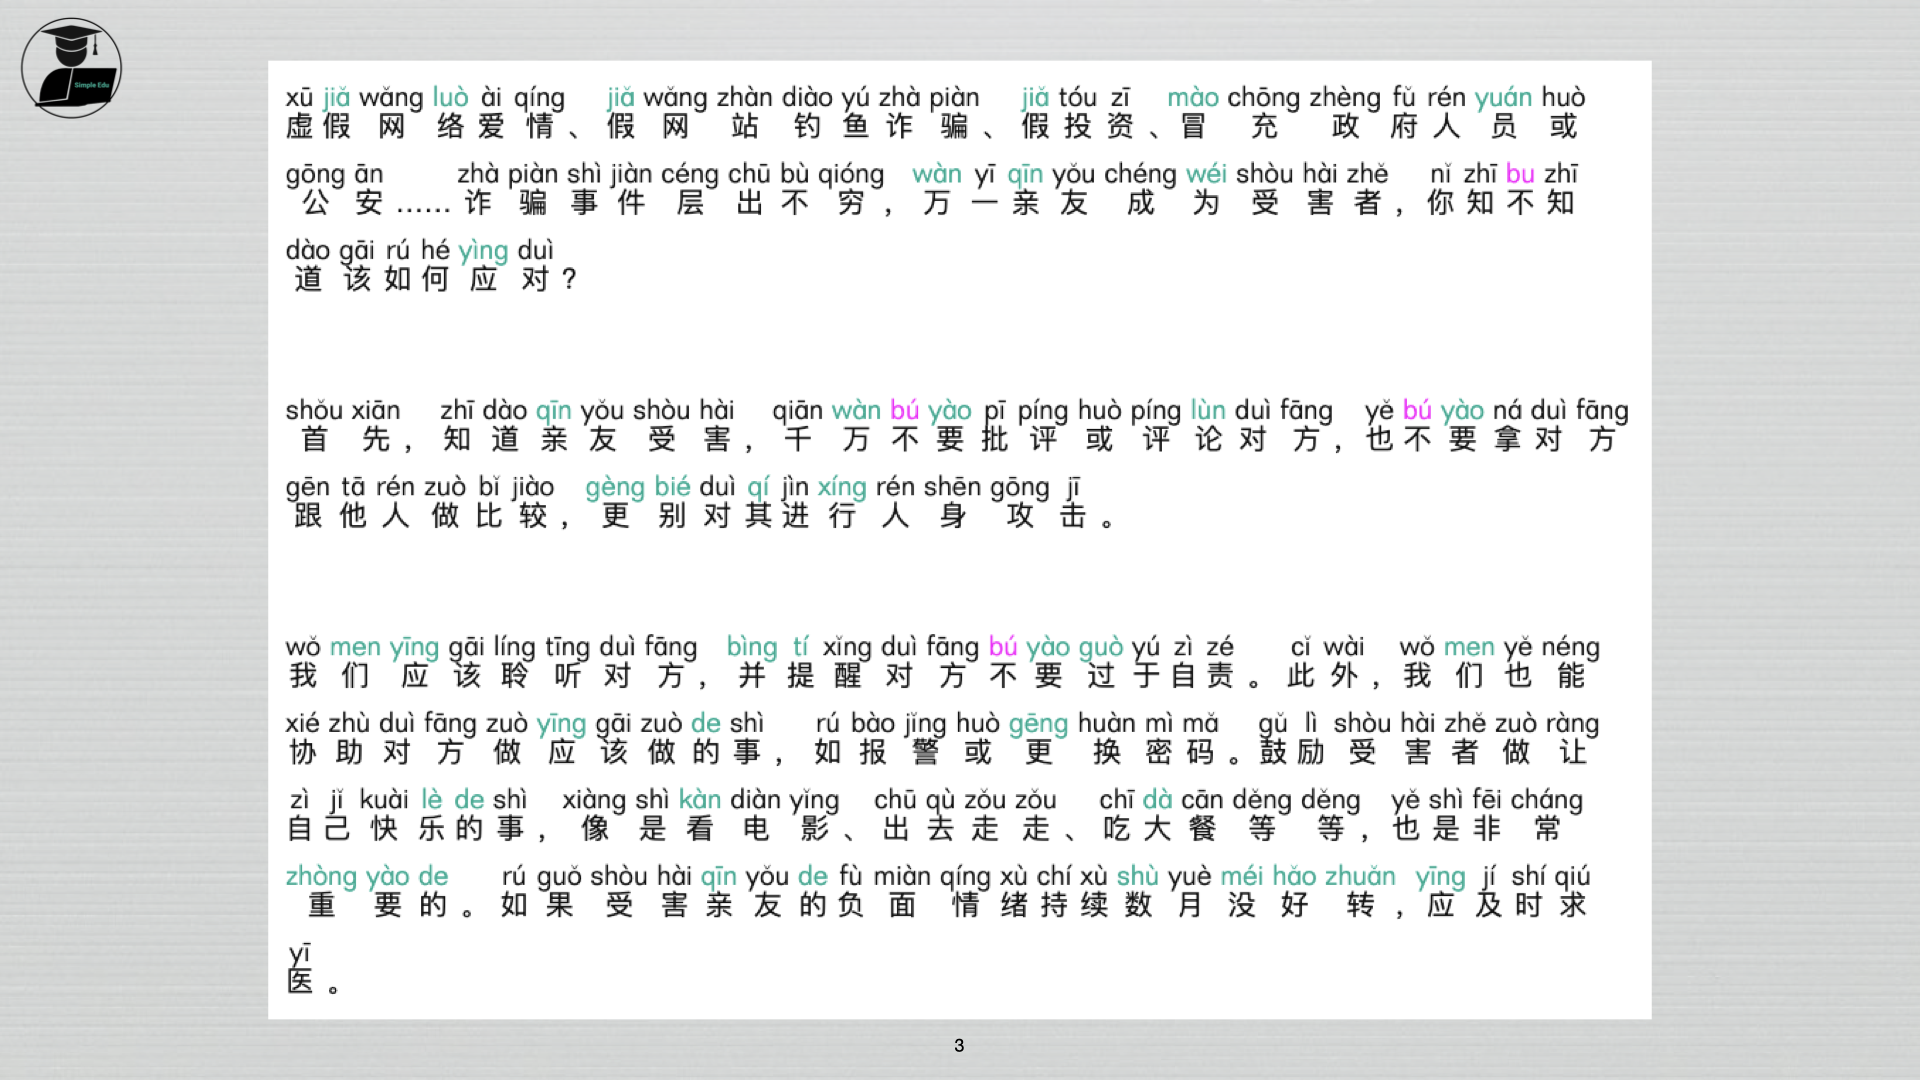 Simple Edu
xū jiǎ wǎng luò ài qíng jiǎ wǎng zhàn diào yú zhà piàn jiǎ tóu zī mào chōng zhèng fǔ rén yuán huò
虚假网络爱情、假网站钓鱼诈骗、假投资、冒充政府人员或
gōng ān zhà piàn shì jiàn céng chū bù qióng wàn yī qīn yǒu chéng wéi shòu hài zhě nǐ zhī bu zhī
公安……诈骗事件层出不穷，万一亲友成为受害者，你知不知
dào gāi rú hé yìng duì
道该如何应对？
shǒu xiān zhī dào qīn yǒu shòu hài qiān wàn bú yào pī píng huò píng lùn duì fāng yě bú yào ná duì fāng
首先，知道亲友受害，千万不要批评或评论对方，也不要拿对方
gēn tā rén zuò bǐ jiào gèng bié duì qí jìn xíng rén shēn gōng jī
跟他人做比较，更别对其进行人身攻击。
wǒ men yīng gāi líng tīng duì fāng bìng tí xǐng duì fāng bú yào guò yú zì zé cǐ wài wǒ men yě néng
我们应该聆听对方，并提醒对方不要过于自责。此外，我们也能
xié zhù duì fāng zuò yīng gāi zuò de shì rú bào jǐng huò gēng huàn mì mǎ gǔ lì shòu hài zhě zuò ràng
协助对方做应该做的事，如报警或更换密码。鼓励受害者做让
zì jǐ kuài lè de shì xiàng shì kàn diàn yǐng chū qù zǒu zǒu chī dà cān děng děng yě shì fēi cháng
自己快乐的事，像是看电影、出去走走、吃大餐等等，也是非常
zhòng yào de rú guǒ shòu hài qīn yǒu de fù miàn qíng xù chí xù shù yuè méi hǎo zhuǎn yīng jí shí qiú
重要的。如果受害亲友的负面情绪持续数月没好转，应及时求
yī
医。
3